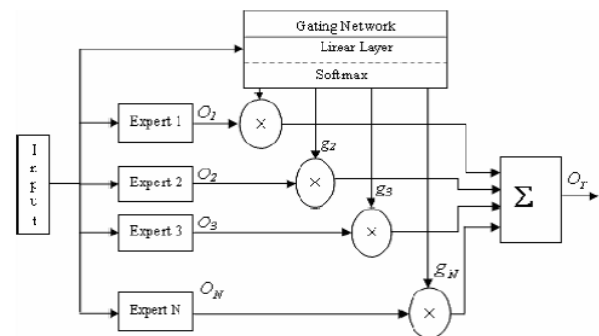 Gating Network
Linear Layer
Softmax
Input
Expert 1
O1
×
Expert 2
O2
g2
×
Expert 3
O3
g3
×
Expert N
ON
gN
×
Σ
OT